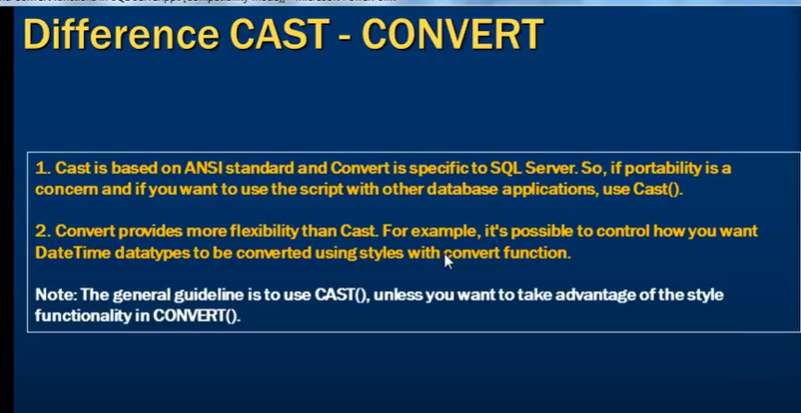 Difference CAST - CONVERT
1. Cast is based on ANSI standard and Convert is specific to SQL Server. So, if portability is a
concern and if you want to use the script with other database applications, use Cast().
2. Convert provides more flexibility than Cast. For example, it's possible to control how you want
DateTime datatypes to be converted using styles with convert function.
Note: The general guideline is to use CAST(), unless you want to take advantage of the style
functionality in CONVERT().